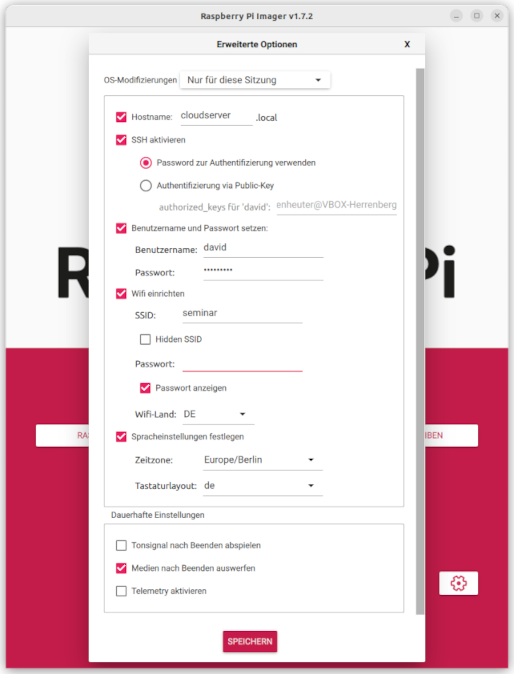 Raspberry Pi Imager v1.7.2
Erweiterte Optionen X
OS-Modifizierungen Nur für diese Sitzung
Hostname: cloudserver .local
SSH aktivieren
Password zur Authentifizierung verwenden
Authentifizierung via Public-Key
authorized_keys für 'david': enheuter@VBOX-Herrenberg
Benutzername und Passwort setzen:
Benutzername: david
Passwort: •••••••••
Wifi einrichten
SSID: seminar
Hidden SSID
Passwort:
Passwort anzeigen
Wifi-Land: DE
Spracheinstellungen festlegen
Zeitzone: Europe/Berlin
Tastaturlayout: de
Dauerhafte Einstellungen
Tonsignal nach Beenden abspielen
Medien nach Beenden auswerfen
Telemetry aktivieren
SPEICHERN
R Pi
RA IBEN